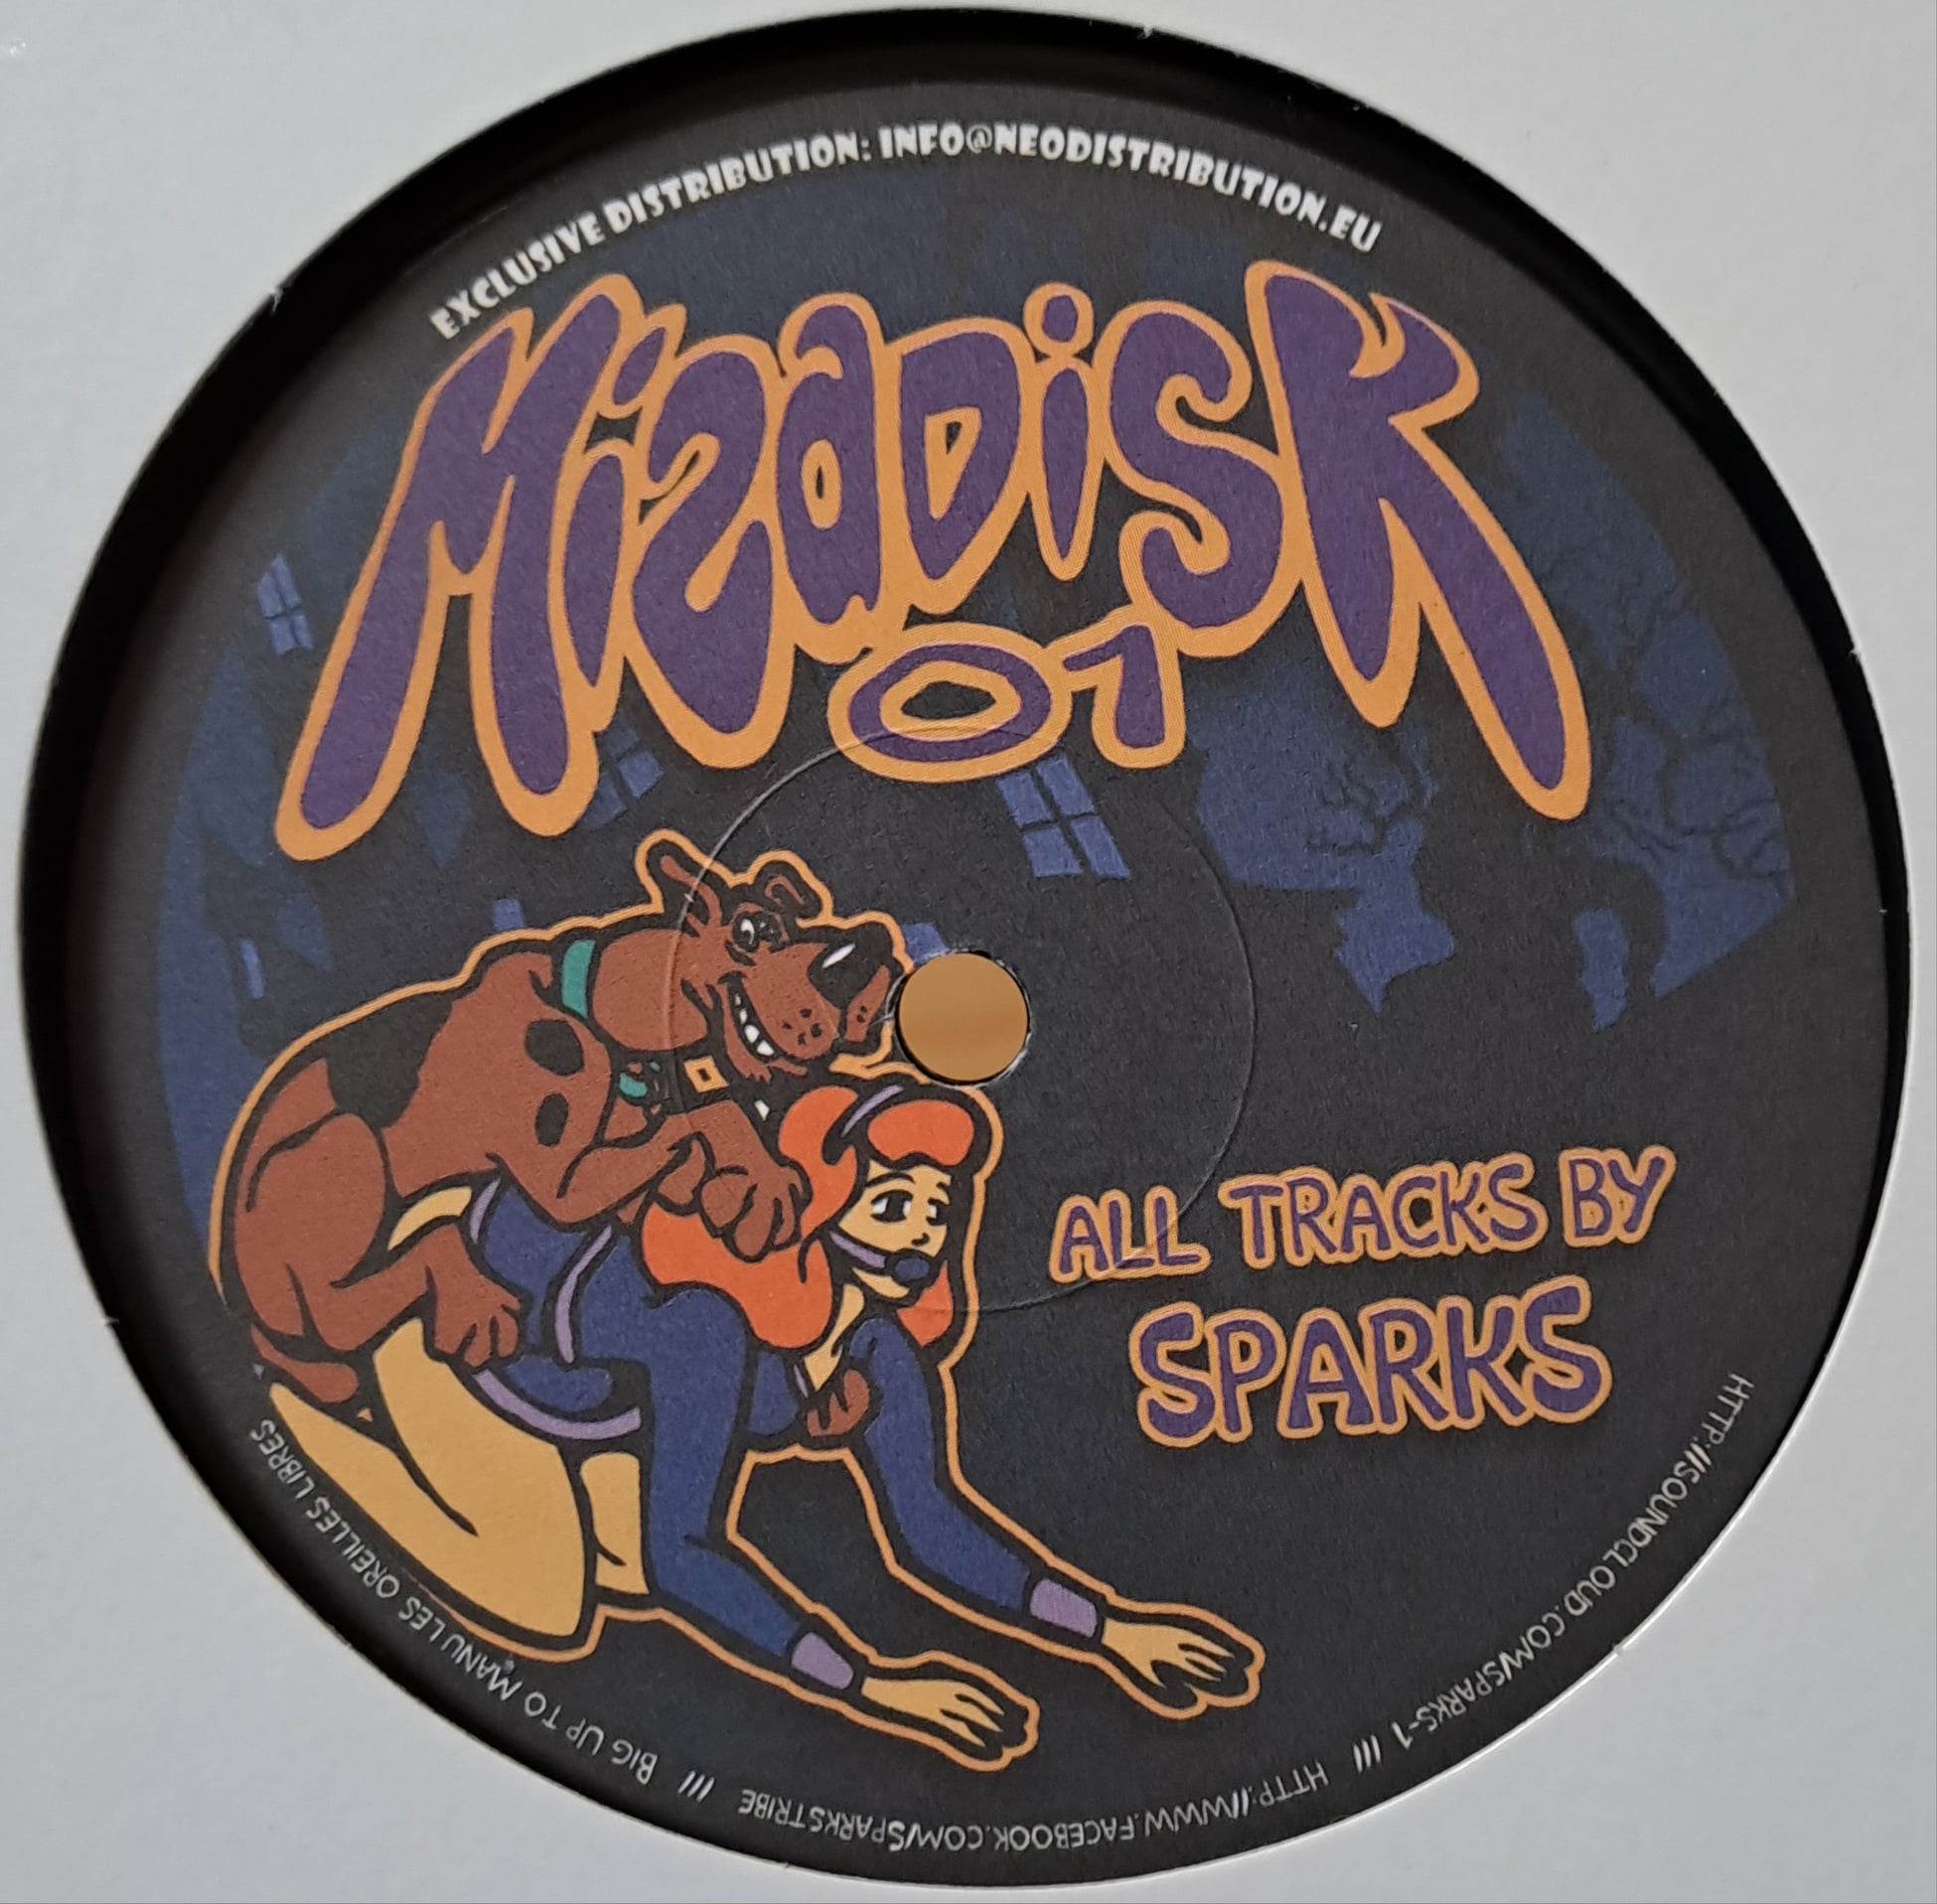 EXCLUSIVE DISTRIBUTION: INFO@NEODISTRIBUTION.EU
MizaDisK
01
ALL TRACKS BY
SPARKS
HTTP://SOUNDCLOUD.COM/SPARKS-1 /// HTTP://WWW.FACEBOOK.COM/SPARKSTRIBE /// BIG UP TO MANU LES OREILLES LIBRES